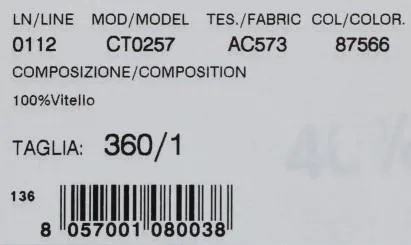 LN/LINE MOD/MODEL TES./FABRIC COL/COLOR.
0112 CT0257 AC573 87566
COMPOSIZIONE/COMPOSITION
100%Vitello
TAGLIA: 360/1
136
8 057001 080038